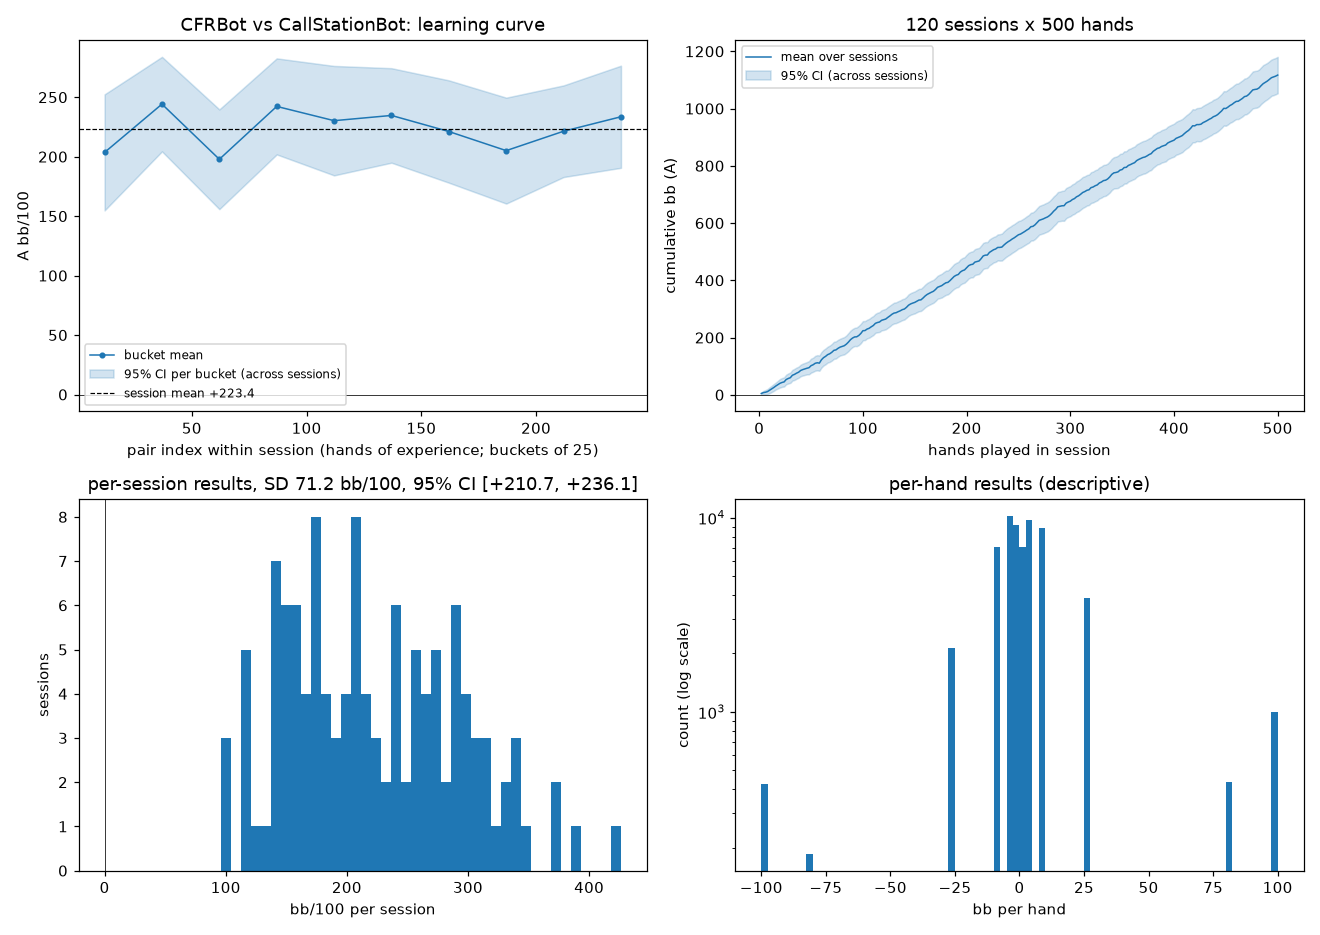 CFRBot vs CallStationBot: learning curve
A bb/100
250
200
150
100
50
0
bucket mean
95% CI per bucket (across sessions)
session mean +223.4
50
100
150
200
pair index within session (hands of experience; buckets of 25)
120 sessions x 500 hands
cumulative bb (A)
1200
1000
800
600
400
200
0
mean over sessions
95% CI (across sessions)
0
100
200
300
400
500
hands played in session
per-session results, SD 71.2 bb/100, 95% CI [+210.7, +236.1]
sessions
8
7
6
5
4
3
2
1
0
0
100
200
300
400
bb/100 per session
per-hand results (descriptive)
count (log scale)
10⁴
10³
−100
−75
−50
−25
0
25
50
75
100
bb per hand